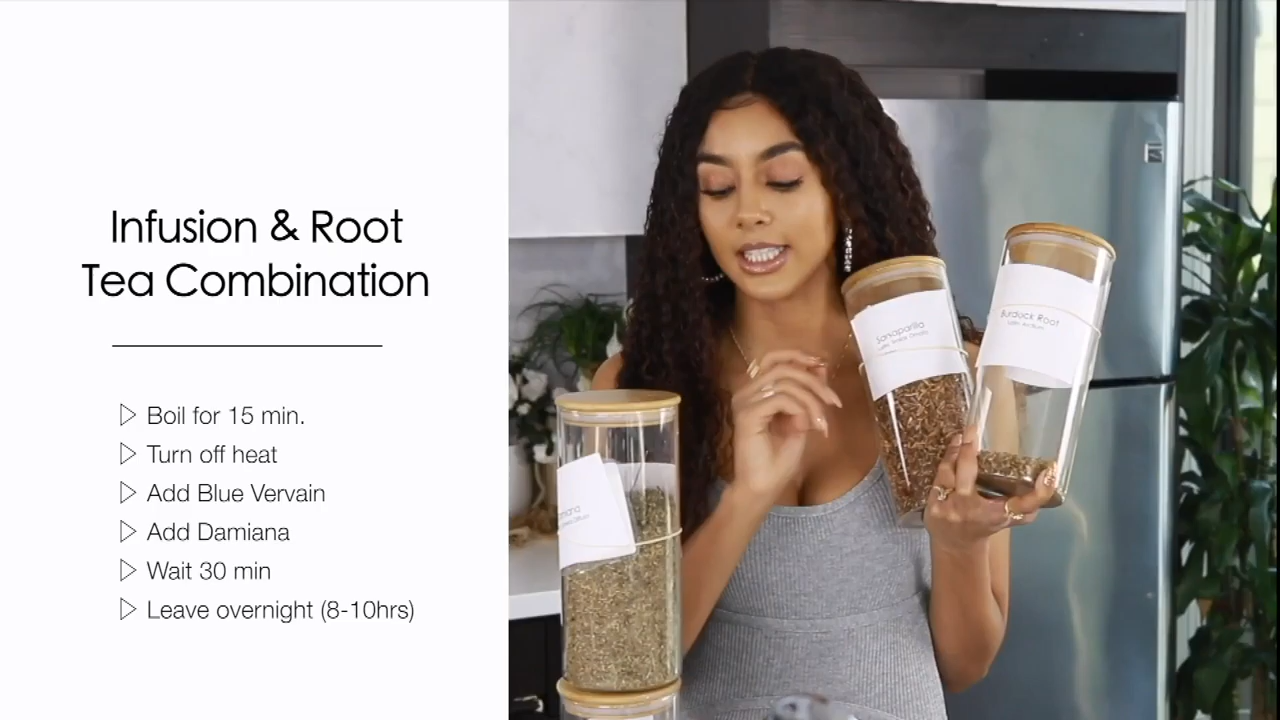 Infusion & Root
Tea Combination
Boil for 15 min.
Turn off heat
Add Blue Vervain
Add Damiana
Wait 30 min
Leave overnight (8-10hrs)
Sarsaparilla
Burdock Root